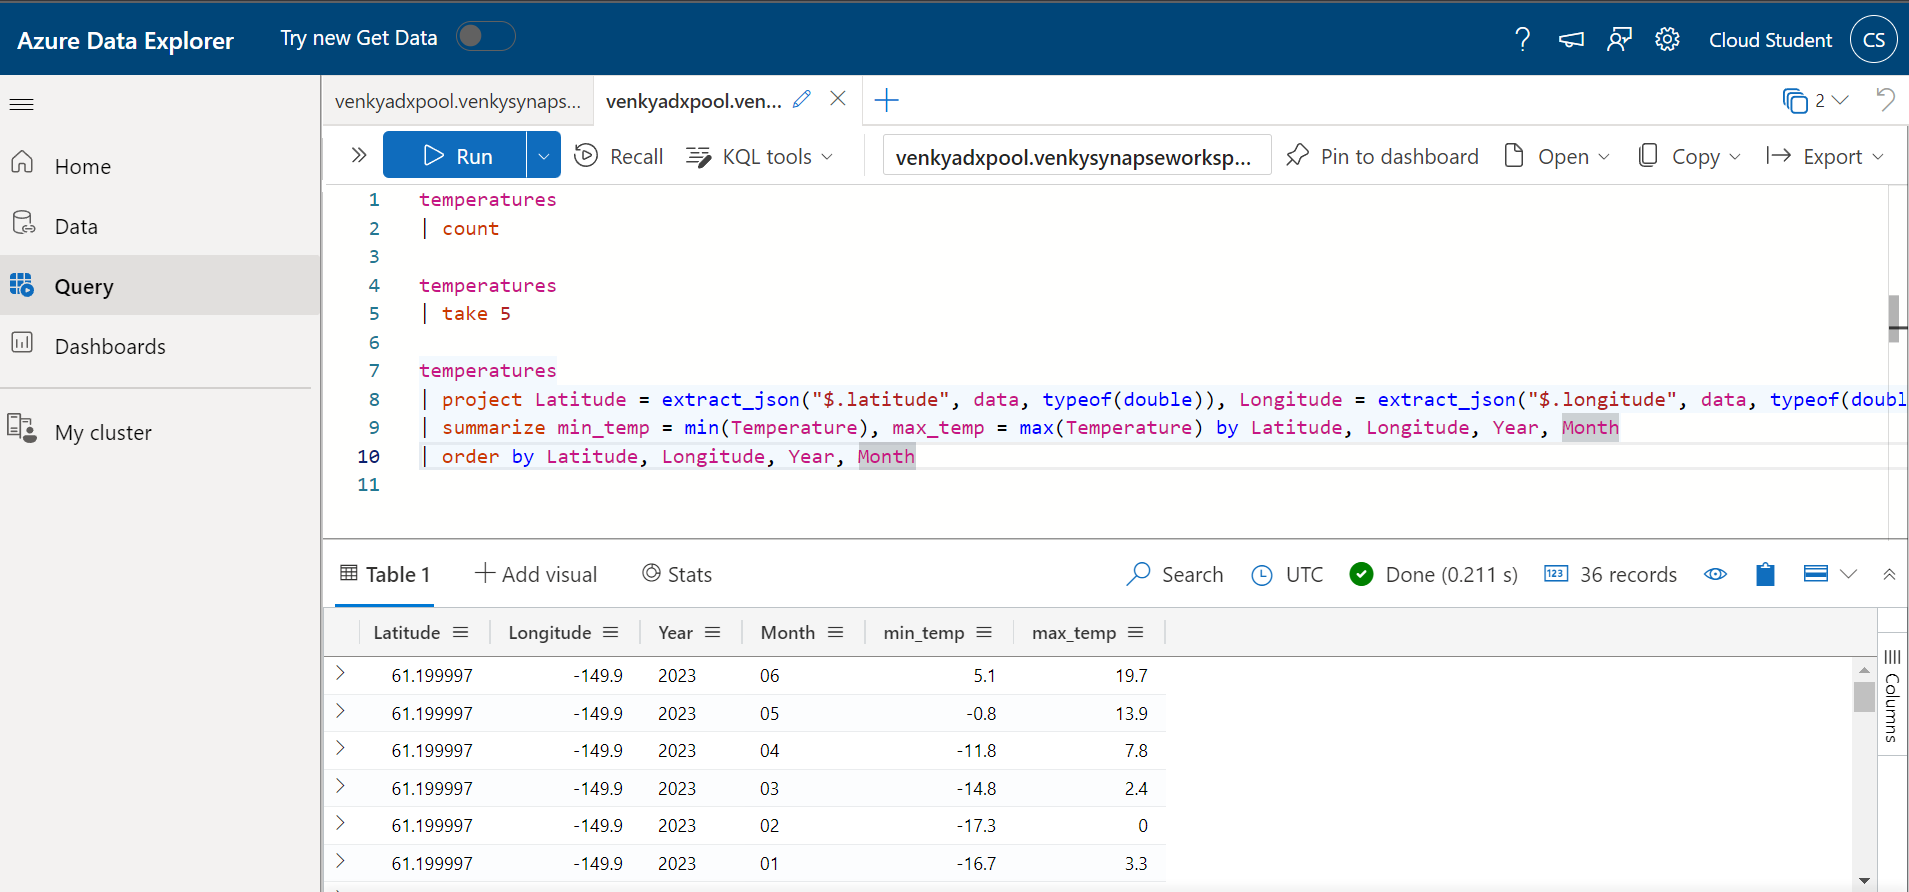 Azure Data Explorer Try new Get Data ? Cloud Student CS
venkyadxpool.venkysynaps... venkyadxpool.ven... 2
Run Recall KQL tools venkyadxpool.venkysynapseworksp... Pin to dashboard Open Copy Export
Home
Data
Query
Dashboards
My cluster
1 temperatures
2 | count
3
4 temperatures
5 | take 5
6
7 temperatures
8 | project Latitude = extract_json("$.latitude", data, typeof(double)), Longitude = extract_json("$.longitude", data, typeof(doubl
9 | summarize min_temp = min(Temperature), max_temp = max(Temperature) by Latitude, Longitude, Year, Month
10 | order by Latitude, Longitude, Year, Month
11
Table 1 Add visual Stats Search UTC Done (0.211 s) 123 36 records
Latitude Longitude Year Month min_temp max_temp
61.199997 -149.9 2023 06 5.1 19.7
61.199997 -149.9 2023 05 -0.8 13.9
61.199997 -149.9 2023 04 -11.8 7.8
61.199997 -149.9 2023 03 -14.8 2.4
61.199997 -149.9 2023 02 -17.3 0
61.199997 -149.9 2023 01 -16.7 3.3
Columns